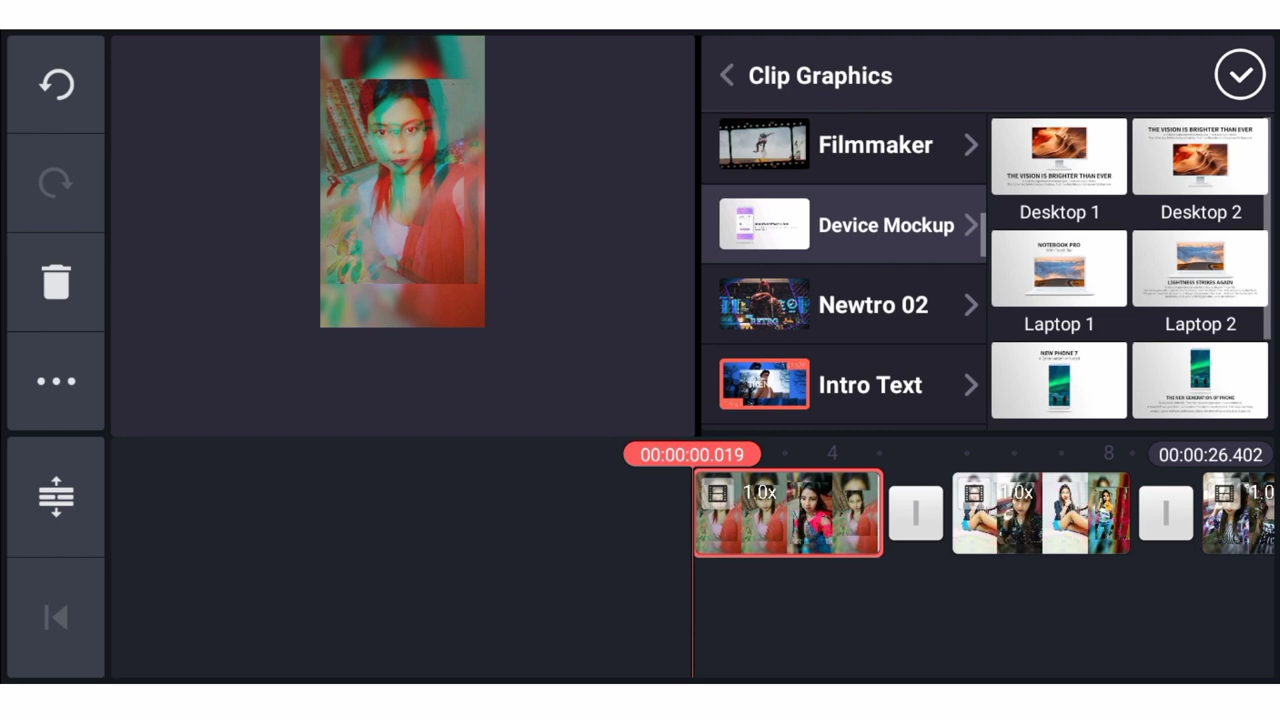 Clip Graphics
Filmmaker
Device Mockup
Newtro 02
Intro Text
THE VISION IS BRIGHTER THAN EVER
Desktop 1
THE VISION IS BRIGHTER THAN EVER
Desktop 2
NOTEBOOK PRO
Laptop 1
LIGHTNESS STRIKES AGAIN
Laptop 2
NEW PHONE 7
THE NEW GENERATION OF PHONE
00:00:00.019
4
8
00:00:26.402
1.0x
1.0x
1.0